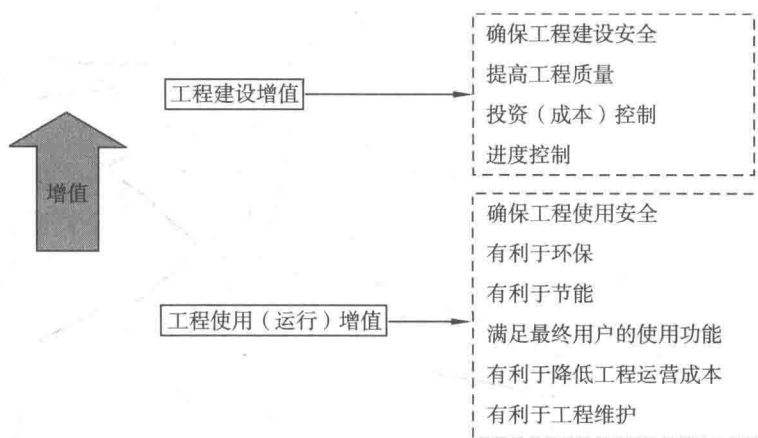 增值
工程建设增值
确保工程建设安全
提高工程质量
投资（成本）控制
进度控制
工程使用（运行）增值
确保工程使用安全
有利于环保
有利于节能
满足最终用户的使用功能
有利于降低工程运营成本
有利于工程维护